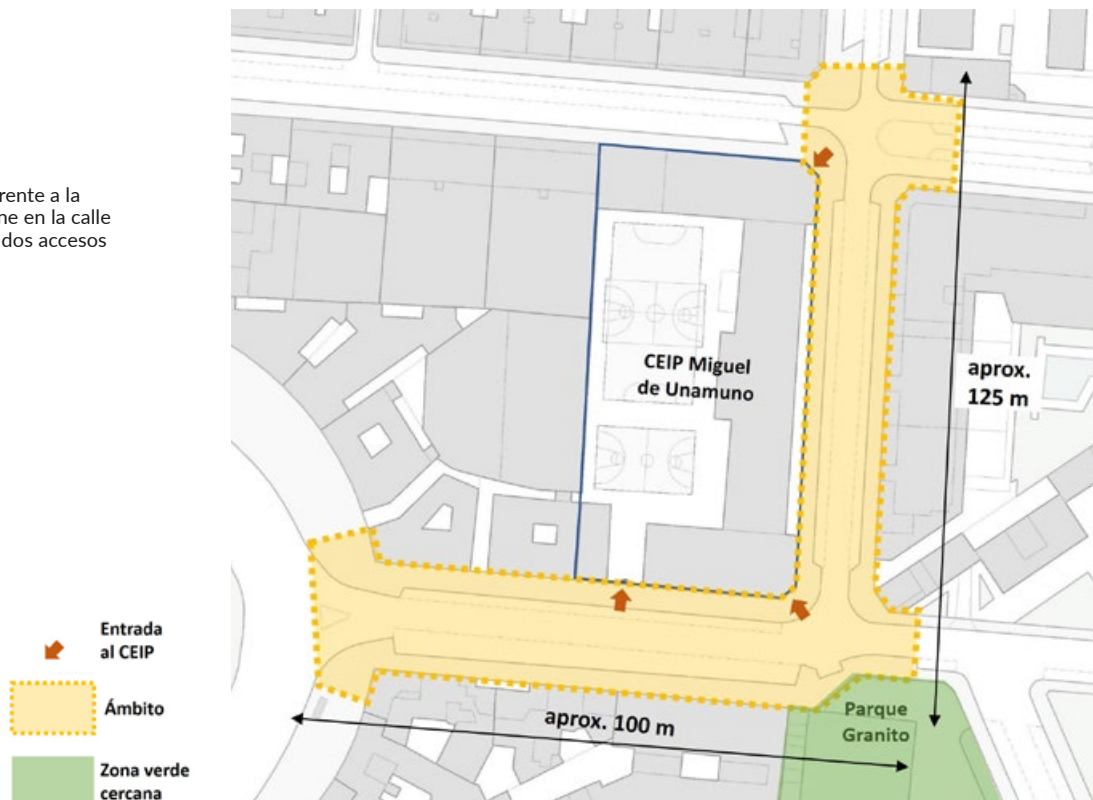 rente a la
ne en la calle
dos accesos
CEIP Miguel
de Unamuno
aprox.
125 m
aprox. 100 m
Parque
Granito
Entrada
al CEIP
Ámbito
Zona verde
cercana